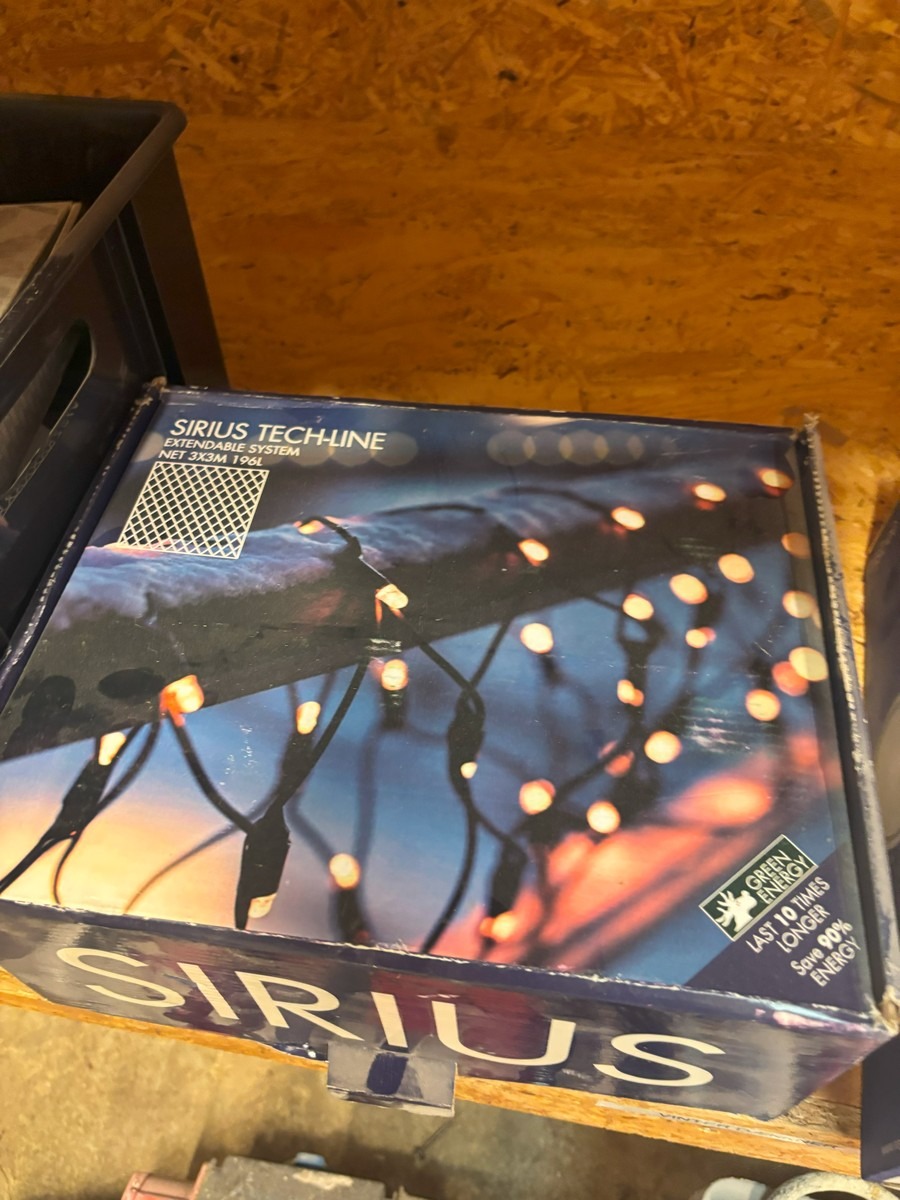 SIRIUS TECH-LINE
EXTENDABLE SYSTEM
NET 3X3M 196L
GREEN
ENERGY
LAST 10 TIMES
LONGER
Save 90%
ENERGY
SIRIUS